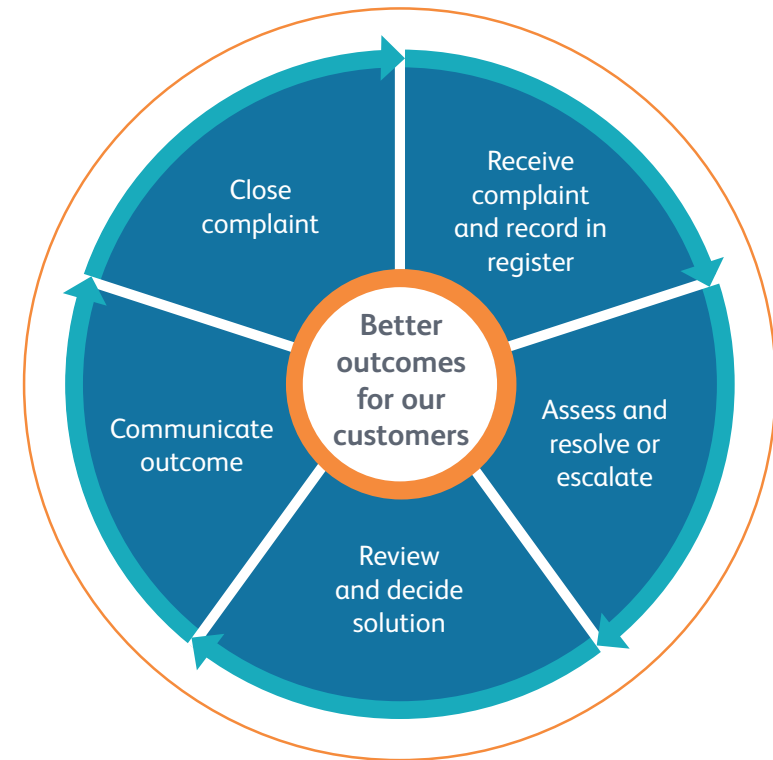 Receive
complaint
and record in
register
Assess and
resolve or
escalate
Review
and decide
solution
Communicate
outcome
Close
complaint
Better
outcomes
for our
customers